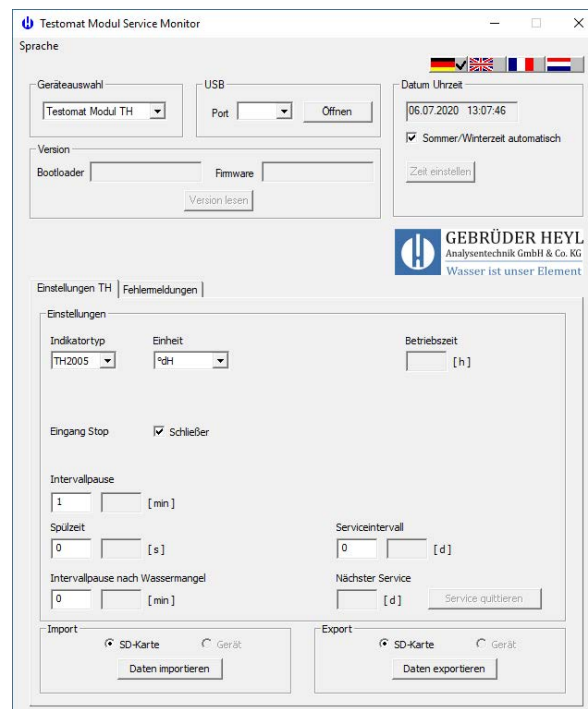 Testomat Modul Service Monitor
Sprache
Geräteauswahl
Testomat Modul TH
USB
Port
Öffnen
Datum Uhrzeit
06.07.2020 13:07:46
Sommer/Winterzeit automatisch
Zeit einstellen
Version
Bootloader
Firmware
Version lesen
GEBRÜDER HEYL
Analysentechnik GmbH & Co. KG
Wasser ist unser Element
Einstellungen TH
Fehlermeldungen
Einstellungen
Indikatortyp
Einheit
Betriebszeit
TH2005
°dH
[h]
Eingang Stop
Schließer
Intervallpause
1
[min]
Spülzeit
0
[s]
Serviceintervall
0
[d]
Intervallpause nach Wassermangel
0
[min]
Nächster Service
[d]
Service quittieren
Import
SD-Karte
Gerät
Daten importieren
Export
SD-Karte
Gerät
Daten exportieren